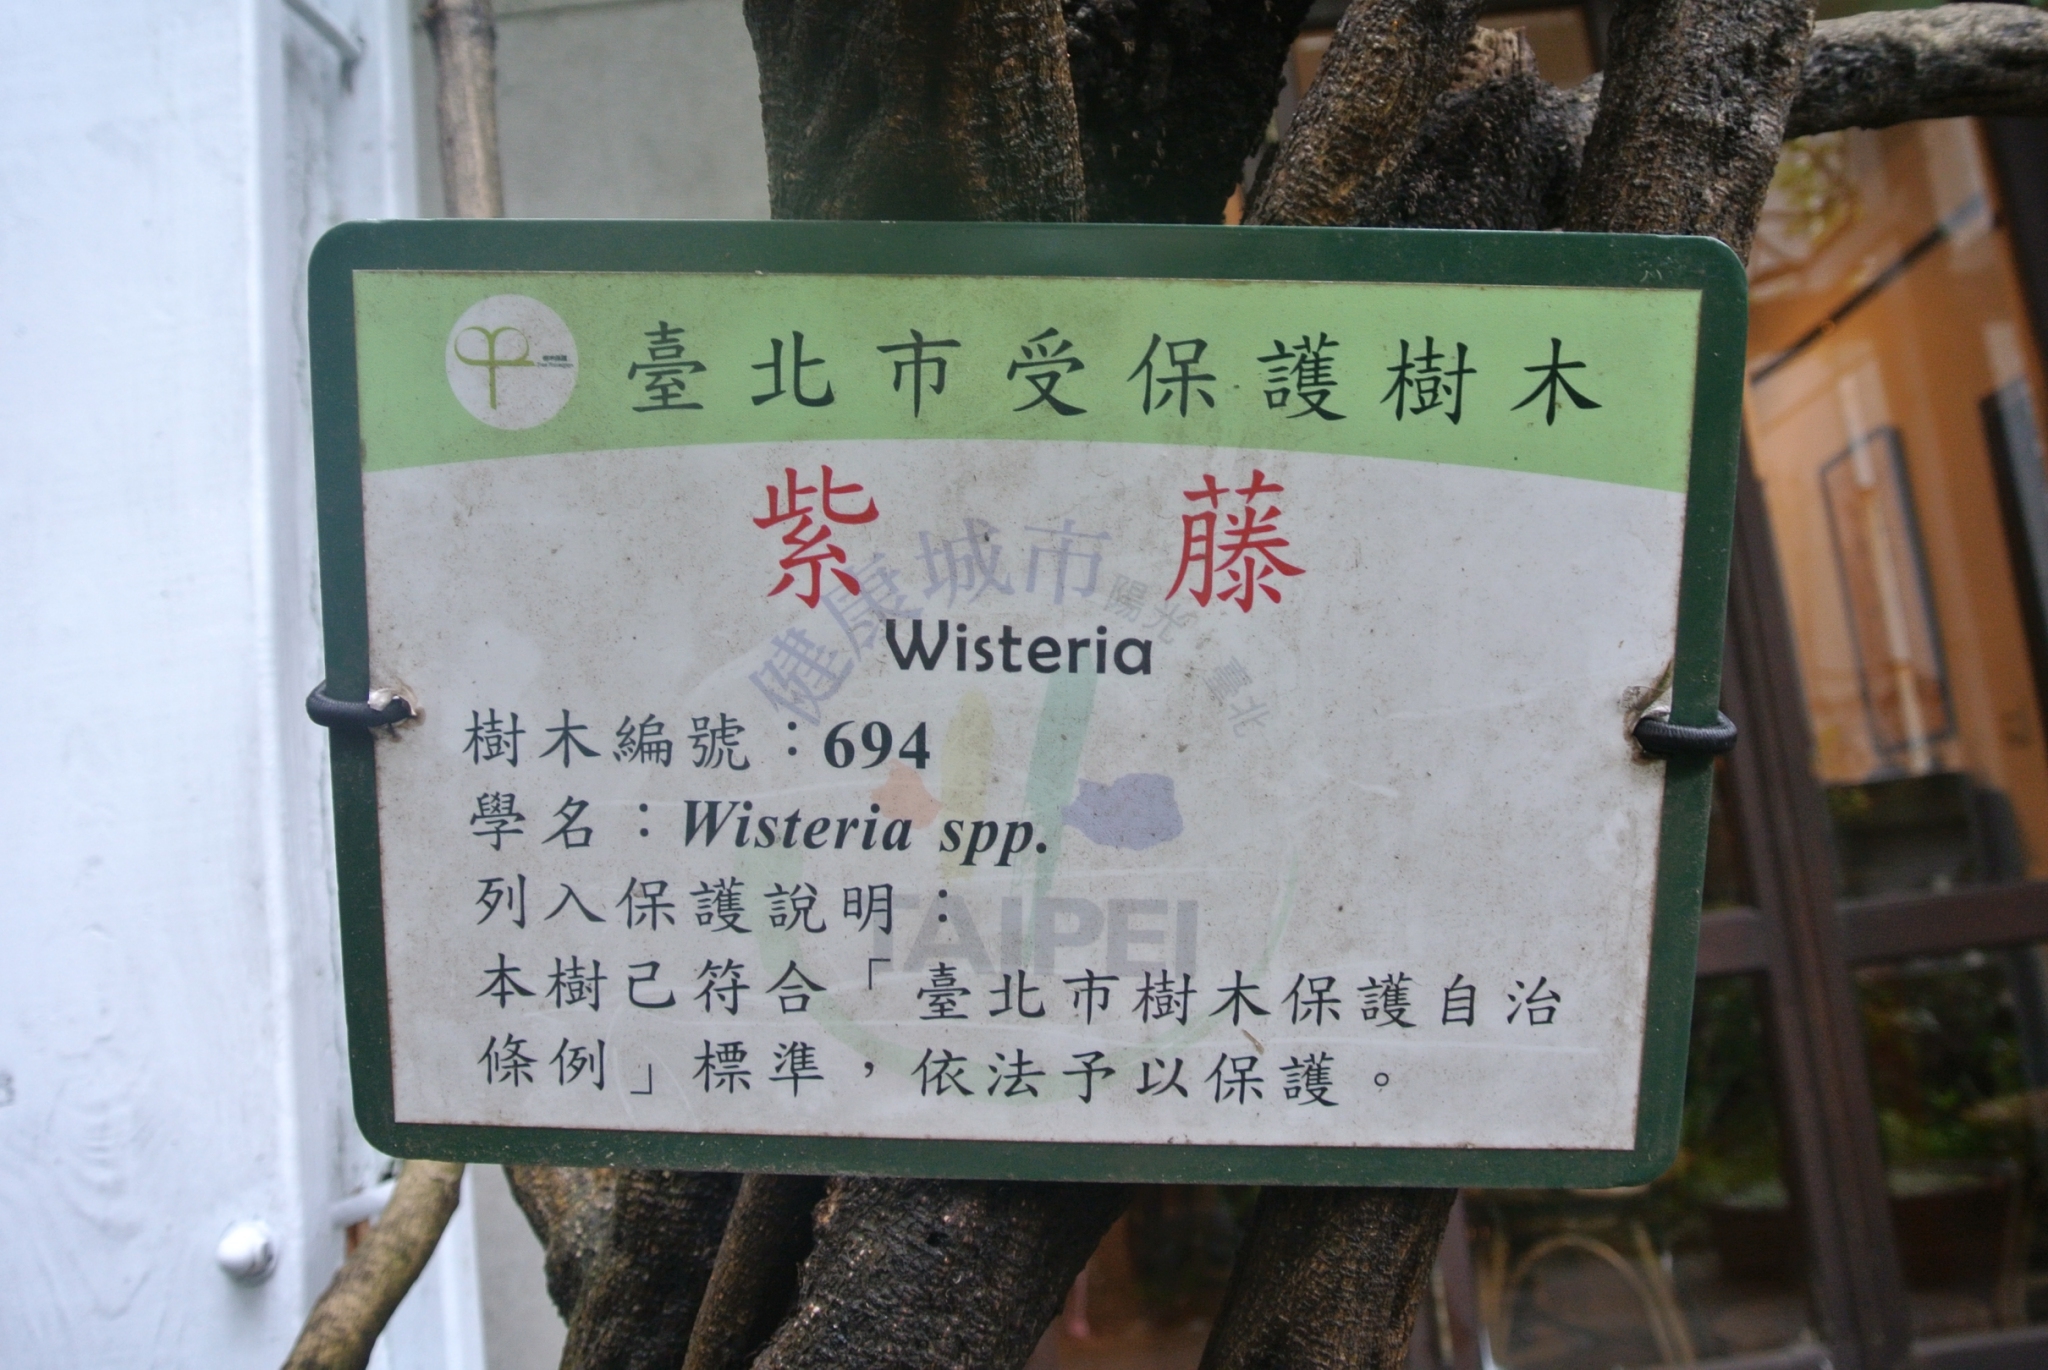 臺北市受保護樹木
紫藤
健康城市
陽光 臺北
Wisteria
樹木編號：694
學名：Wisteria spp.
列入保護說明：
TAIPEI
本樹已符合「臺北市樹木保護自治
條例」標準，依法予以保護。